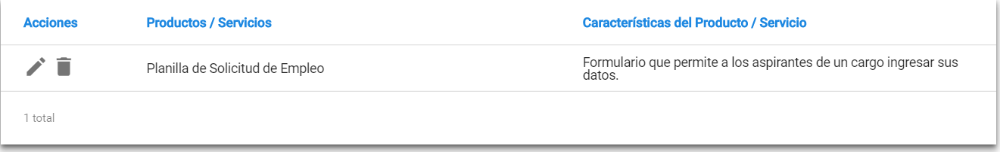 Acciones Productos / Servicios Características del Producto / Servicio
Planilla de Solicitud de Empleo Formulario que permite a los aspirantes de un cargo ingresar sus
datos.
1 total